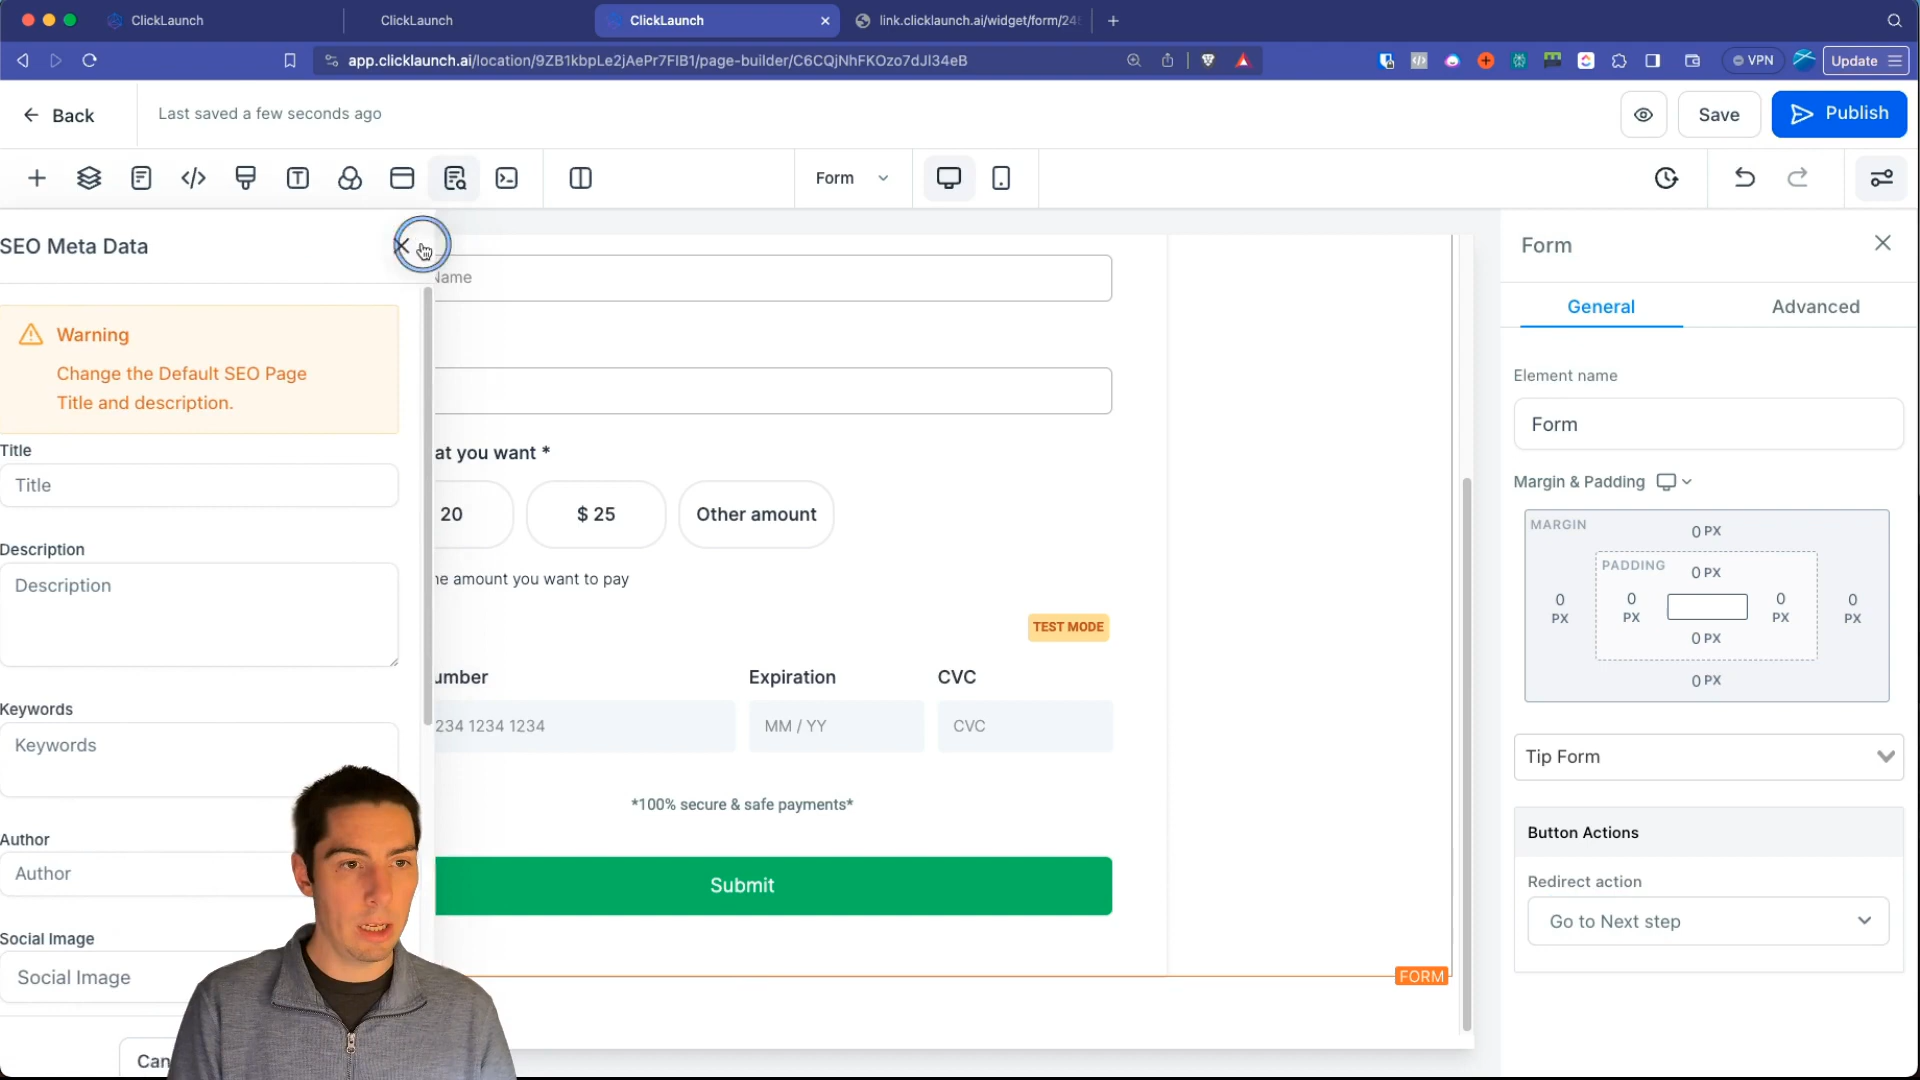 ClickLaunch
ClickLaunch
ClickLaunch
link.clicklaunch.ai/widget/form/245
app.clicklaunch.ai/location/9ZB1kbpLe2jAePr7FIB1/page-builder/C6CQjNhFKOzo7dJI34eB
VPN
Update
Back
Last saved a few seconds ago
Save
Publish
Form
SEO Meta Data
Warning
Change the Default SEO Page
Title and description.
Title
Title
Description
Description
Keywords
Keywords
Author
Author
Social Image
Social Image
Can
Name
at you want *
20
$ 25
Other amount
he amount you want to pay
TEST MODE
umber
Expiration
CVC
234 1234 1234
MM / YY
CVC
*100% secure & safe payments*
Submit
FORM
Form
General
Advanced
Element name
Form
Margin & Padding
MARGIN
0 PX
PADDING
0 PX
0 PX
0 PX
0 PX
0 PX
0 PX
0 PX
Tip Form
Button Actions
Redirect action
Go to Next step